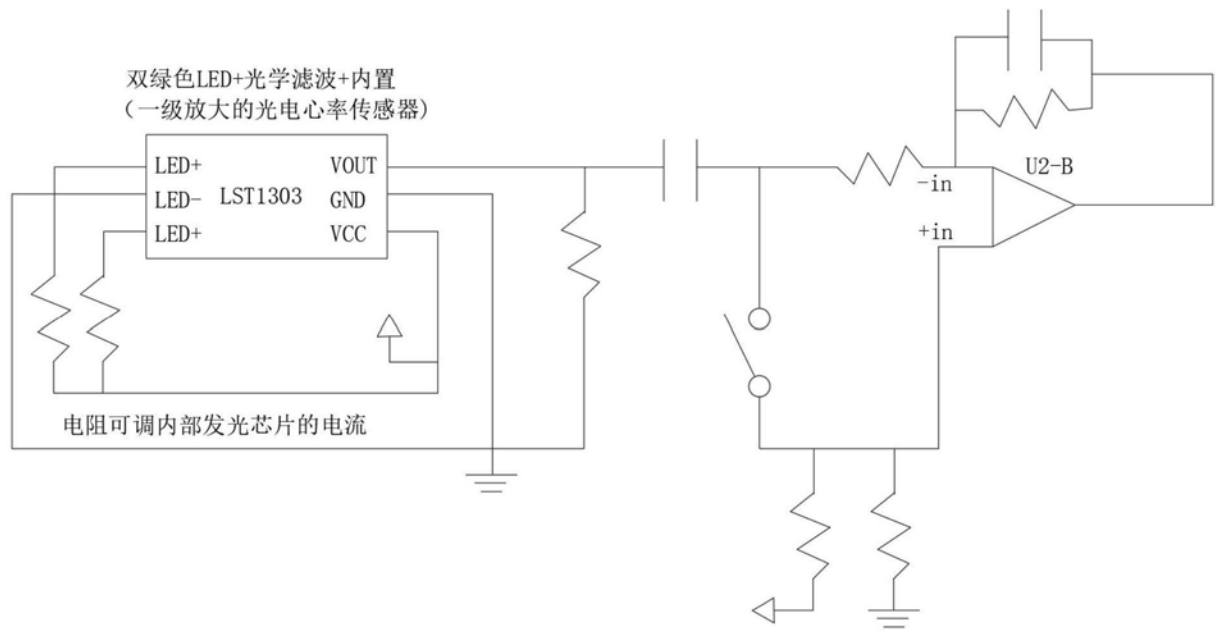 双绿色LED+光学滤波+内置
（一级放大的光电心率传感器）
LED+ VOUT
LED- LST1303 GND
LED+ VCC
U2-B
-in
+in
电阻可调内部发光芯片的电流